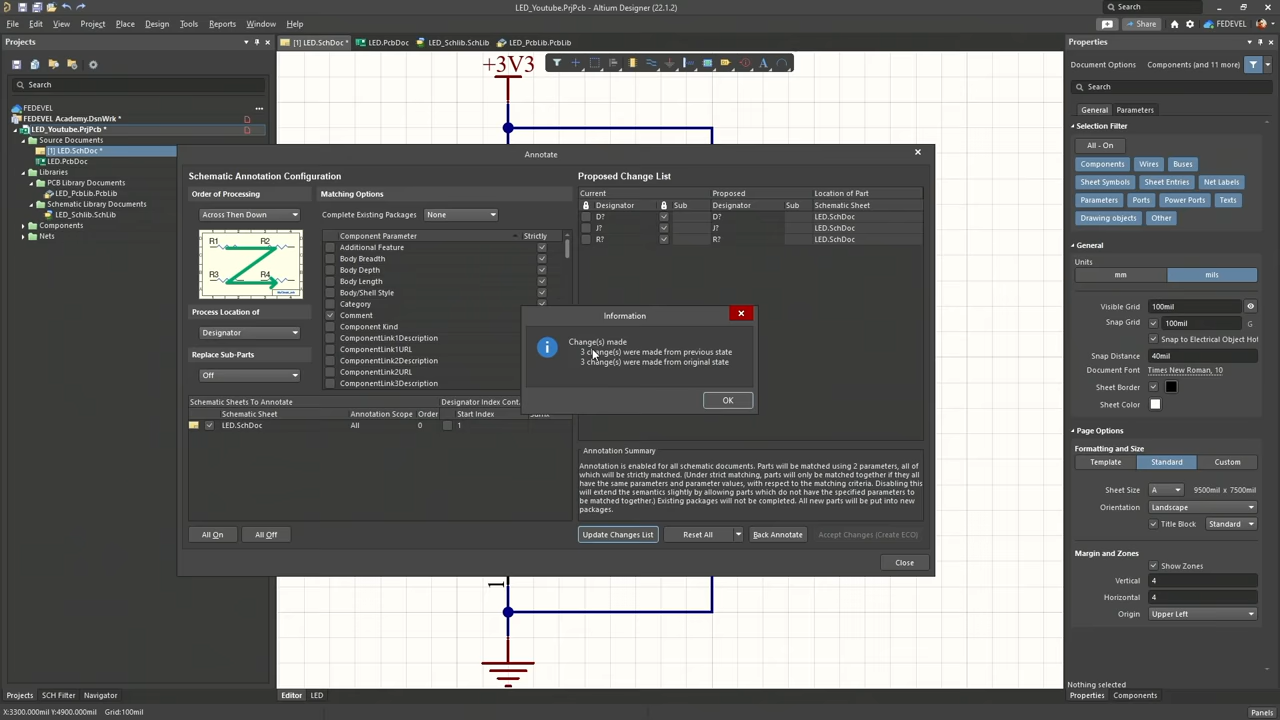 LED_Youtube.PrjPcb - Altium Designer (22.1.2)
Search
File Edit View Project Place Design Tools Reports Window Help
Share
FEDEVEL
Projects
[1] LED.SchDoc * LED.PcbDoc LED_Schlib.SchLib LED_PcbLib.PcbLib
Properties
Search
FEDEVEL
FEDEVEL Academy.DsnWrk *
LED_Youtube.PrjPcb *
Source Documents
[1] LED.SchDoc *
LED.PcbDoc
Libraries
PCB Library Documents
LED_PcbLib.PcbLib
Schematic Library Documents
LED_Schlib.SchLib
Components
Nets
+3V3
1
Annotate
Schematic Annotation Configuration
Order of Processing
Across Then Down
R1 R2
R3 R4
Process Location of
Designator
Replace Sub-Parts
Off
Matching Options
Complete Existing Packages None
Component Parameter Strictly
Additional Feature
Body Breadth
Body Depth
Body Length
Body/Shell Style
Category
Comment
Component Kind
ComponentLink1Description
ComponentLink1URL
ComponentLink2Description
ComponentLink2URL
ComponentLink3Description
Schematic Sheets To Annotate Designator Index Cont.
Schematic Sheet Annotation Scope Order Start Index
LED.SchDoc All 0 1
All On All Off
Proposed Change List
Current Proposed Location of Part
Designator Sub Designator Sub Schematic Sheet
D? D? LED.SchDoc
J? J? LED.SchDoc
R? R? LED.SchDoc
Information
Change(s) made
3 change(s) were made from previous state
3 change(s) were made from original state
OK
Annotation Summary
Annotation is enabled for all schematic documents. Parts will be matched using 2 parameters, all of
which will be strictly matched. (Under strict matching, parts will only be matched together if they all
have the same parameters and parameter values, with respect to the matching criteria. Disabling this
will extend the semantics slightly by allowing parts which do not have the specified parameters to
be matched together.) Existing packages will not be completed. All new parts will be put into new
packages.
Update Changes List Reset All Back Annotate Accept Changes (Create ECO)
Close
Document Options Components (and 11 more)
Search
General Parameters
Selection Filter
All - On
Components Wires Buses
Sheet Symbols Sheet Entries Net Labels
Parameters Ports Power Ports Texts
Drawing objects Other
General
Units
mm mils
Visible Grid 100mil
Snap Grid 100mil G
Snap to Electrical Object Hot
Snap Distance 40mil
Document Font Times New Roman, 10
Sheet Border
Sheet Color
Page Options
Formatting and Size
Template Standard Custom
Sheet Size A 9500mil x 7500mil
Orientation Landscape
Title Block Standard
Margin and Zones
Show Zones
Vertical 4
Horizontal 4
Origin Upper Left
Nothing selected
Projects SCH Filter Navigator
Editor LED
Properties Components
X:3300.000mil Y:4900.000mil Grid:100mil
Panels